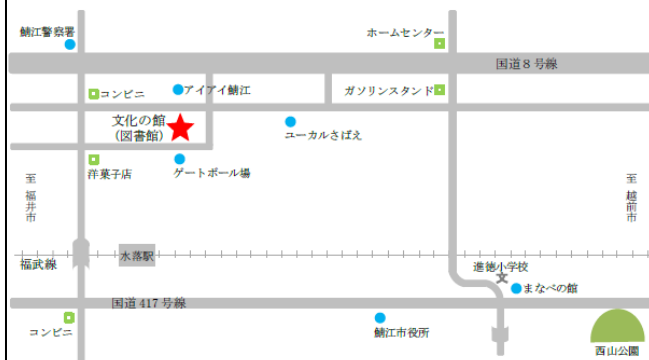 鯖江警察署
ホームセンター
国道８号線
コンビニ
アイアイ鯖江
ガソリンスタンド
文化の館
（図書館）
ユーカルさばえ
洋菓子店
ゲートボール場
至 福井市
至 越前市
福武線
水落駅
進徳小学校
文
まなべの館
国道 417 号線
コンビニ
鯖江市役所
西山公園